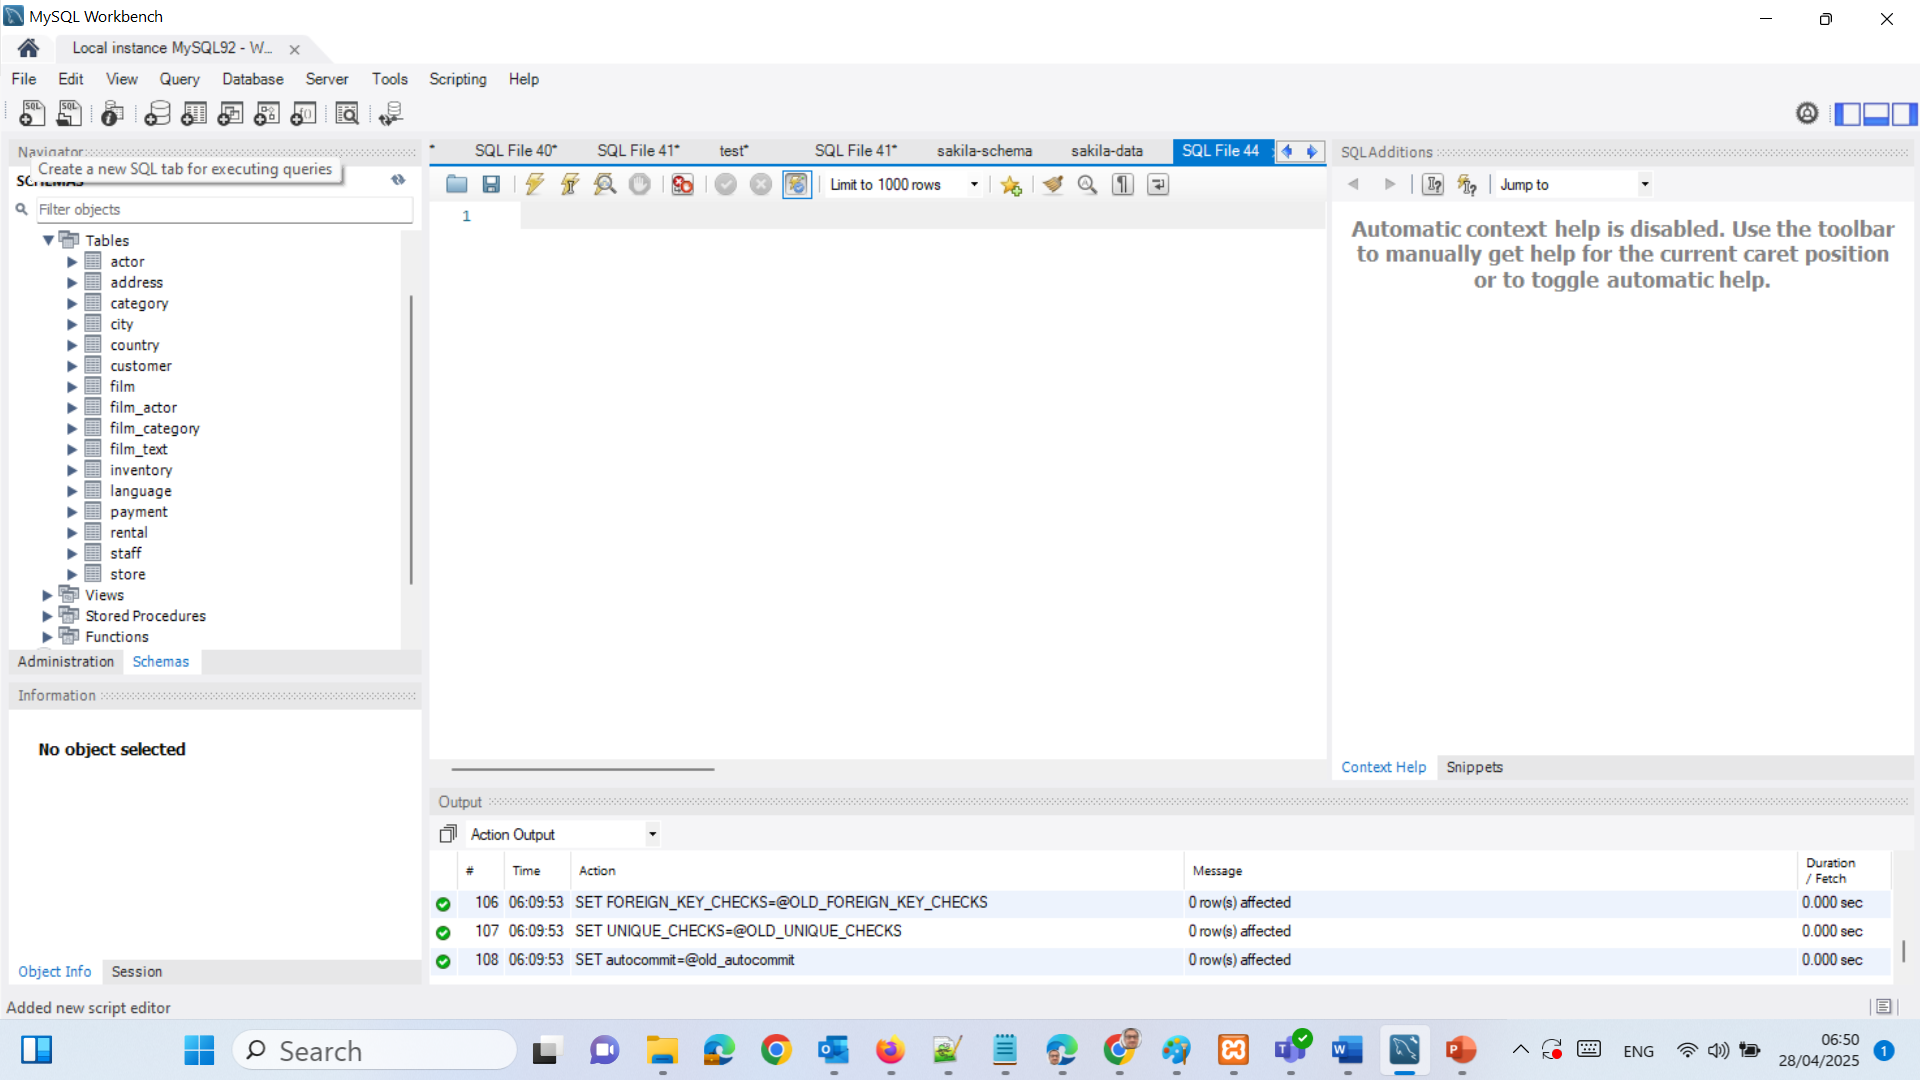 MySQL Workbench
Local instance MySQL92 - W...
File Edit View Query Database Server Tools Scripting Help
Navigator
Create a new SQL tab for executing queries
SCHEMAS
Filter objects
Tables
actor
address
category
city
country
customer
film
film_actor
film_category
film_text
inventory
language
payment
rental
staff
store
Views
Stored Procedures
Functions
Administration Schemas
Information
No object selected
Object Info Session
SQL File 40* SQL File 41* test* SQL File 41* sakila-schema sakila-data SQL File 44
Limit to 1000 rows
1
SQLAdditions
Jump to
Automatic context help is disabled. Use the toolbar
to manually get help for the current caret position
or to toggle automatic help.
Context Help Snippets
Output
Action Output
# Time Action Message Duration / Fetch
106 06:09:53 SET FOREIGN_KEY_CHECKS=@OLD_FOREIGN_KEY_CHECKS 0 row(s) affected 0.000 sec
107 06:09:53 SET UNIQUE_CHECKS=@OLD_UNIQUE_CHECKS 0 row(s) affected 0.000 sec
108 06:09:53 SET autocommit=@old_autocommit 0 row(s) affected 0.000 sec
Added new script editor
Search
ENG
06:50
28/04/2025
1